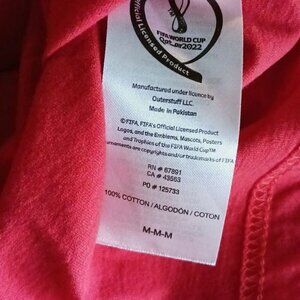 Official Licensed Product
FIFA WORLD CUP
Qatar2022
Manufactured under licence by
Outerstuff LLC.
Made in Pakistan
© FIFA, FIFA's Official Licensed Product
Logos, and the Emblems, Mascots, Posters
and Trophies of the FIFA World Cup™
tournaments are copyrights and/or trademarks of FIFA
RN # 67891
CA # 43563
PO # 125733
100% COTTON / ALGODÓN / COTON
M-M-M